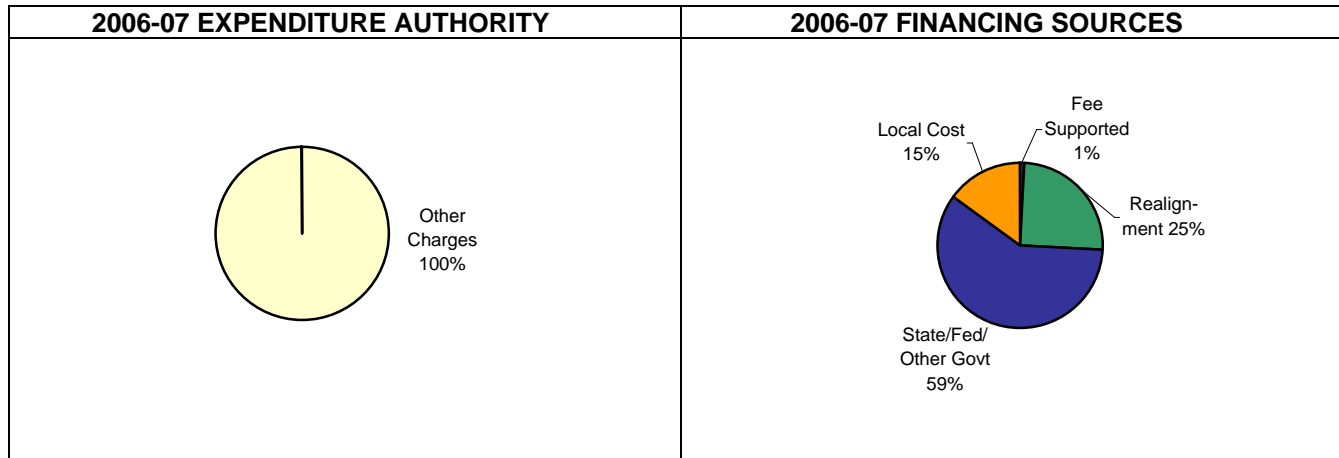 2006-07 EXPENDITURE AUTHORITY
2006-07 FINANCING SOURCES
Other
Charges
100%
Fee
Supported
1%
Local Cost
15%
Realign-
ment 25%
State/Fed/
Other Govt
59%